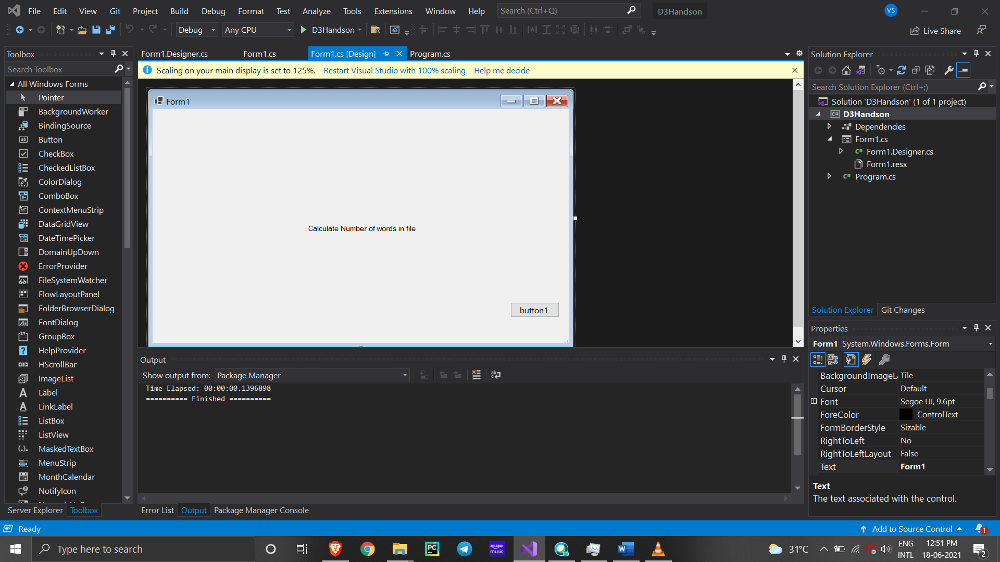 File Edit View Git Project Build Debug Format Test Analyze Tools Extensions Window Help Search (Ctrl+Q) D3Handson VS
Debug Any CPU D3Handson Live Share
Toolbox
Search Toolbox
All Windows Forms
Pointer
BackgroundWorker
BindingSource
Button
CheckBox
CheckedListBox
ColorDialog
ComboBox
ContextMenuStrip
DataGridView
DateTimePicker
DomainUpDown
ErrorProvider
FileSystemWatcher
FlowLayoutPanel
FolderBrowserDialog
FontDialog
GroupBox
HelpProvider
HScrollBar
ImageList
Label
LinkLabel
ListBox
ListView
MaskedTextBox
MenuStrip
MonthCalendar
NotifyIcon
Server Explorer Toolbox
Form1.Designer.cs Form1.cs Form1.cs [Design] Program.cs
Scaling on your main display is set to 125%. Restart Visual Studio with 100% scaling Help me decide
Form1
Calculate Number of words in file
button1
Output
Show output from: Package Manager
Time Elapsed: 00:00:00.1396898
========== Finished ==========
Error List Output Package Manager Console
Solution Explorer
Search Solution Explorer (Ctrl+;)
Solution 'D3Handson' (1 of 1 project)
C# D3Handson
Dependencies
Form1.cs
C# Form1.Designer.cs
Form1.resx
C# Program.cs
Solution Explorer Git Changes
Properties
Form1 System.Windows.Forms.Form
BackgroundImageLa Tile
Cursor Default
Font Segoe UI, 9.6pt
ForeColor ControlText
FormBorderStyle Sizable
RightToLeft No
RightToLeftLayout False
Text Form1
Text
The text associated with the control.
Ready Add to Source Control 1
Type here to search PC amazon music W 31°C ENG INTL 12:51 PM 18-06-2021 2